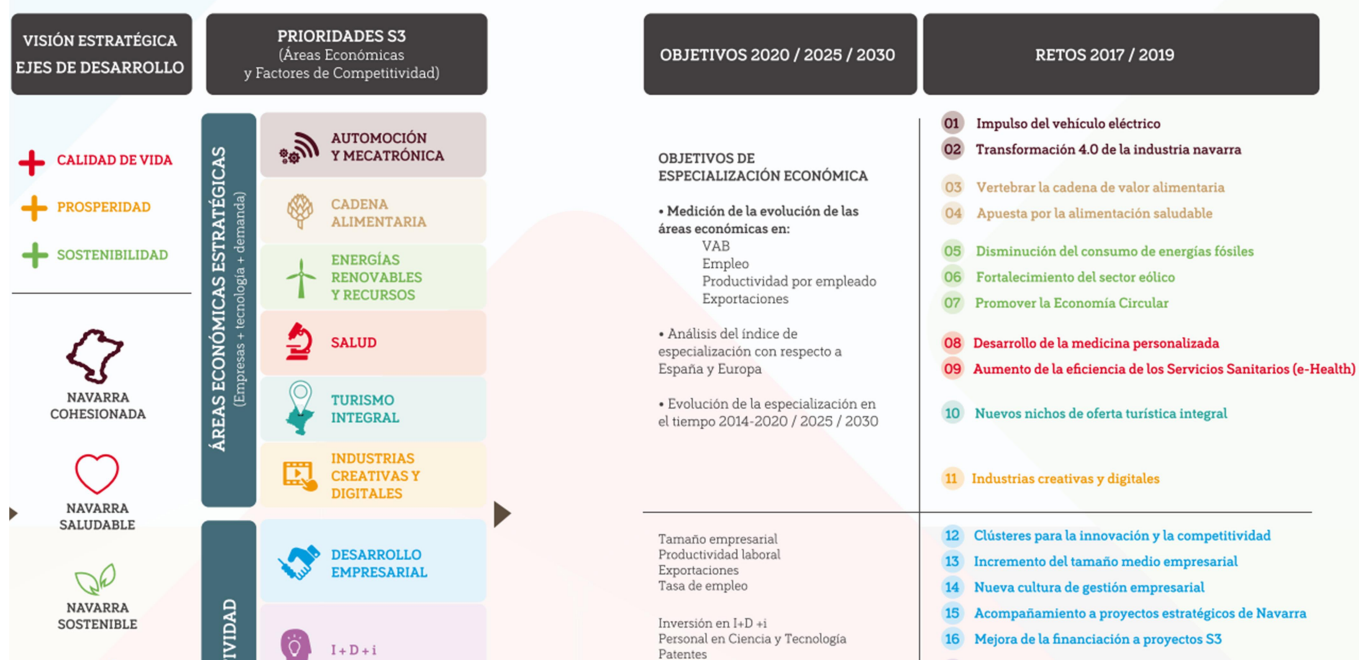 VISIÓN ESTRATÉGICA
EJES DE DESARROLLO
PRIORIDADES S3
(Áreas Económicas
y Factores de Competitividad)
OBJETIVOS 2020 / 2025 / 2030
RETOS 2017 / 2019
CALIDAD DE VIDA
PROSPERIDAD
SOSTENIBILIDAD
NAVARRA
COHESIONADA
NAVARRA
SALUDABLE
NAVARRA
SOSTENIBLE
ÁREAS ECONÓMICAS ESTRATÉGICAS
(Empresas + tecnología + demanda)
AUTOMOCIÓN
Y MECATRÓNICA
CADENA
ALIMENTARIA
ENERGÍAS
RENOVABLES
Y RECURSOS
SALUD
TURISMO
INTEGRAL
INDUSTRIAS
CREATIVAS Y
DIGITALES
IVIDAD
DESARROLLO
EMPRESARIAL
I+D+i
OBJETIVOS DE
ESPECIALIZACIÓN ECONÓMICA
• Medición de la evolución de las
áreas económicas en:
VAB
Empleo
Productividad por empleado
Exportaciones
• Análisis del índice de
especialización con respecto a
España y Europa
• Evolución de la especialización en
el tiempo 2014-2020 / 2025 / 2030
Tamaño empresarial
Productividad laboral
Exportaciones
Tasa de empleo
Inversión en I+D +i
Personal en Ciencia y Tecnología
Patentes
01 Impulso del vehículo eléctrico
02 Transformación 4.0 de la industria navarra
03 Vertebrar la cadena de valor alimentaria
04 Apuesta por la alimentación saludable
05 Disminución del consumo de energías fósiles
06 Fortalecimiento del sector eólico
07 Promover la Economía Circular
08 Desarrollo de la medicina personalizada
09 Aumento de la eficiencia de los Servicios Sanitarios (e-Health)
10 Nuevos nichos de oferta turística integral
11 Industrias creativas y digitales
12 Clústeres para la innovación y la competitividad
13 Incremento del tamaño medio empresarial
14 Nueva cultura de gestión empresarial
15 Acompañamiento a proyectos estratégicos de Navarra
16 Mejora de la financiación a proyectos S3